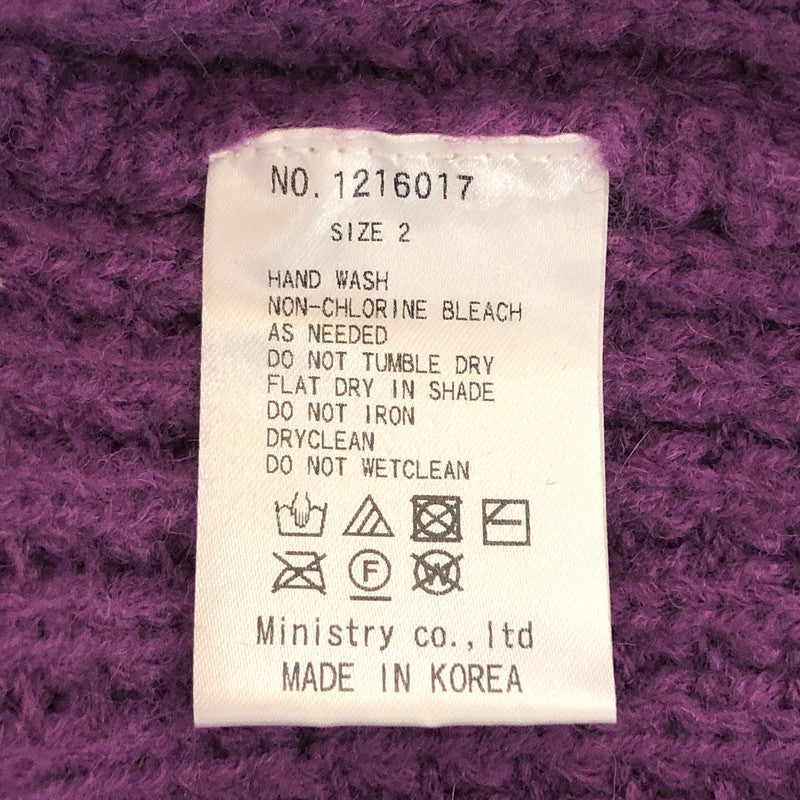 NO. 1216017
SIZE 2
HAND WASH
NON-CHLORINE BLEACH
AS NEEDED
DO NOT TUMBLE DRY
FLAT DRY IN SHADE
DO NOT IRON
DRYCLEAN
DO NOT WETCLEAN
F W
Ministry co.,ltd
MADE IN KOREA